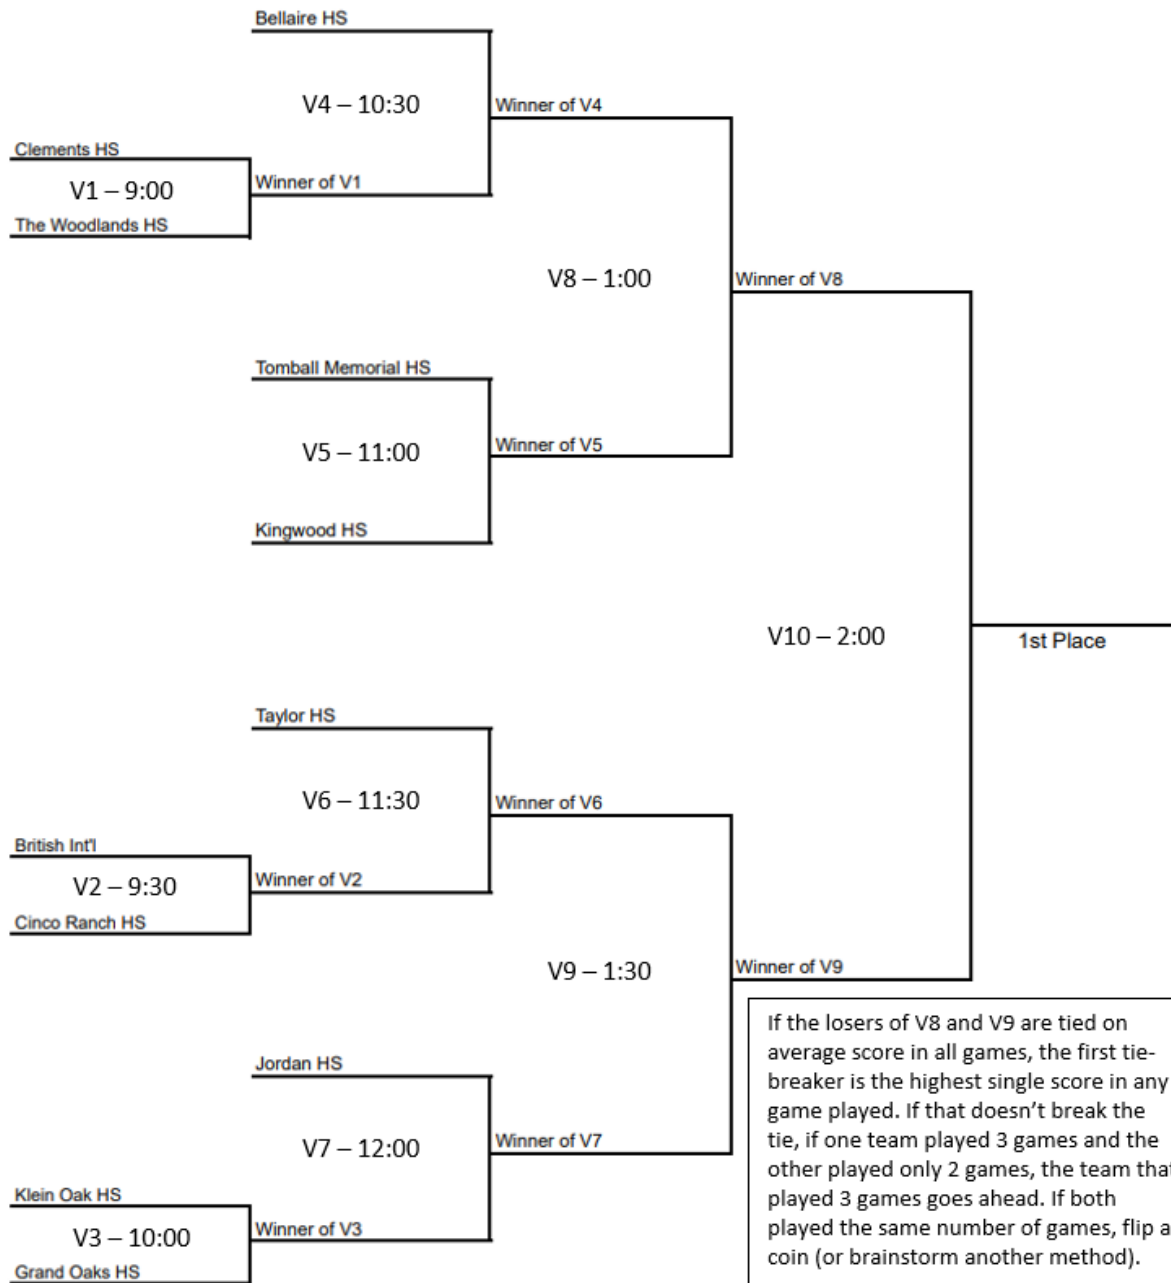 Bellaire HS
V4 – 10:30
Winner of V4
Clements HS
V1 – 9:00
Winner of V1
The Woodlands HS
V8 – 1:00
Winner of V8
Tomball Memorial HS
V5 – 11:00
Winner of V5
Kingwood HS
V10 – 2:00
1st Place
Taylor HS
V6 – 11:30
Winner of V6
British Int'l
V2 – 9:30
Winner of V2
Cinco Ranch HS
V9 – 1:30
Winner of V9
Jordan HS
V7 – 12:00
Winner of V7
Klein Oak HS
V3 – 10:00
Winner of V3
Grand Oaks HS
If the losers of V8 and V9 are tied on
average score in all games, the first tie-
breaker is the highest single score in any
game played. If that doesn’t break the
tie, if one team played 3 games and the
other played only 2 games, the team that
played 3 games goes ahead. If both
played the same number of games, flip a
coin (or brainstorm another method).